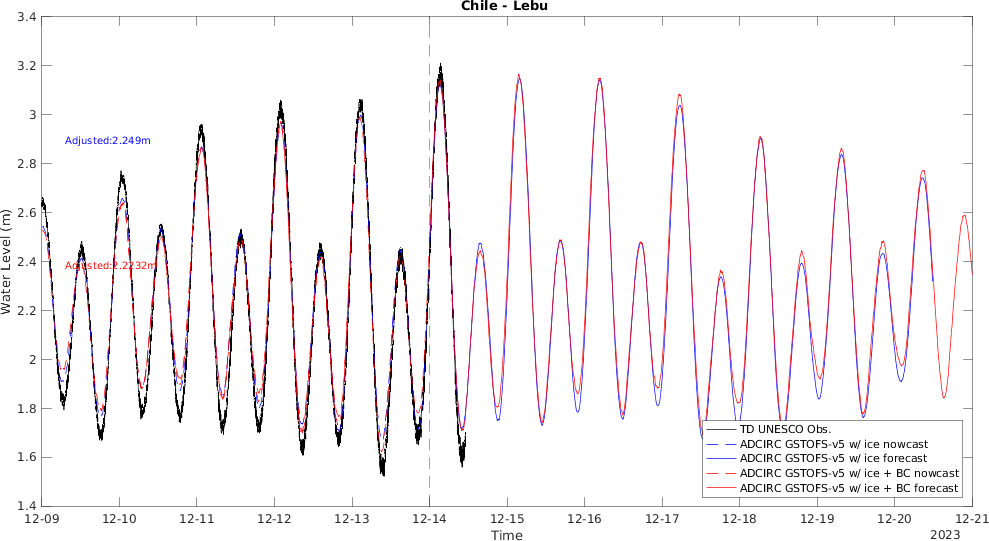 Chile - Lebu
3.4
3.2
3
2.8
2.6
2.4
2.2
2
1.8
1.6
1.4
Water Level (m)
Adjusted:2.249m
Adjusted:2.2232m
TD UNESCO Obs.
ADCIRC GSTOFS-v5 w/ ice nowcast
ADCIRC GSTOFS-v5 w/ ice forecast
ADCIRC GSTOFS-v5 w/ ice + BC nowcast
ADCIRC GSTOFS-v5 w/ ice + BC forecast
12-09 12-10 12-11 12-12 12-13 12-14 12-15 12-16 12-17 12-18 12-19 12-20 12-21
Time
2023